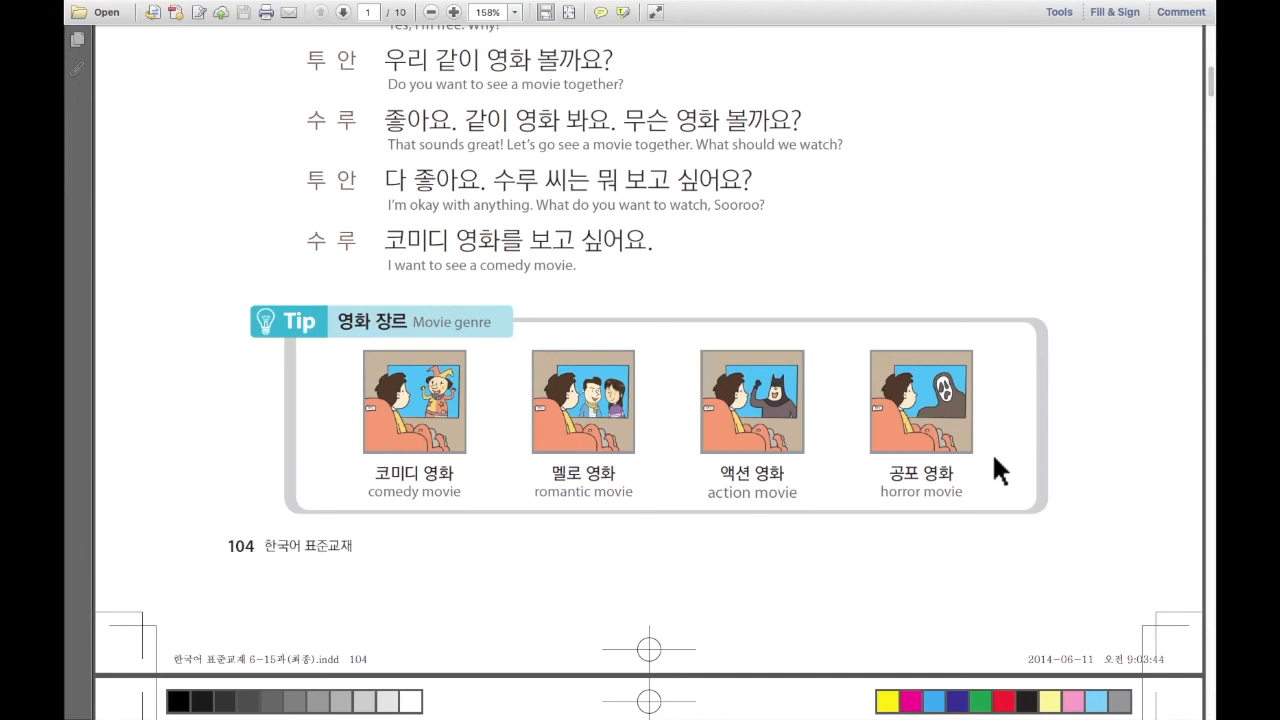 Open 1 / 10 158% Tools Fill & Sign Comment
Yes, I'm free. Why?
투 안 우리 같이 영화 볼까요?
Do you want to see a movie together?
수 루 좋아요. 같이 영화 봐요. 무슨 영화 볼까요?
That sounds great! Let's go see a movie together. What should we watch?
투 안 다 좋아요. 수루 씨는 뭐 보고 싶어요?
I'm okay with anything. What do you want to watch, Sooroo?
수 루 코미디 영화를 보고 싶어요.
I want to see a comedy movie.
Tip 영화 장르 Movie genre
코미디 영화 멜로 영화 액션 영화 공포 영화
comedy movie romantic movie action movie horror movie
104 한국어 표준교재
한국어 표준교재 6-15과(최종).indd 104 2014-06-11 오전 9:03:44